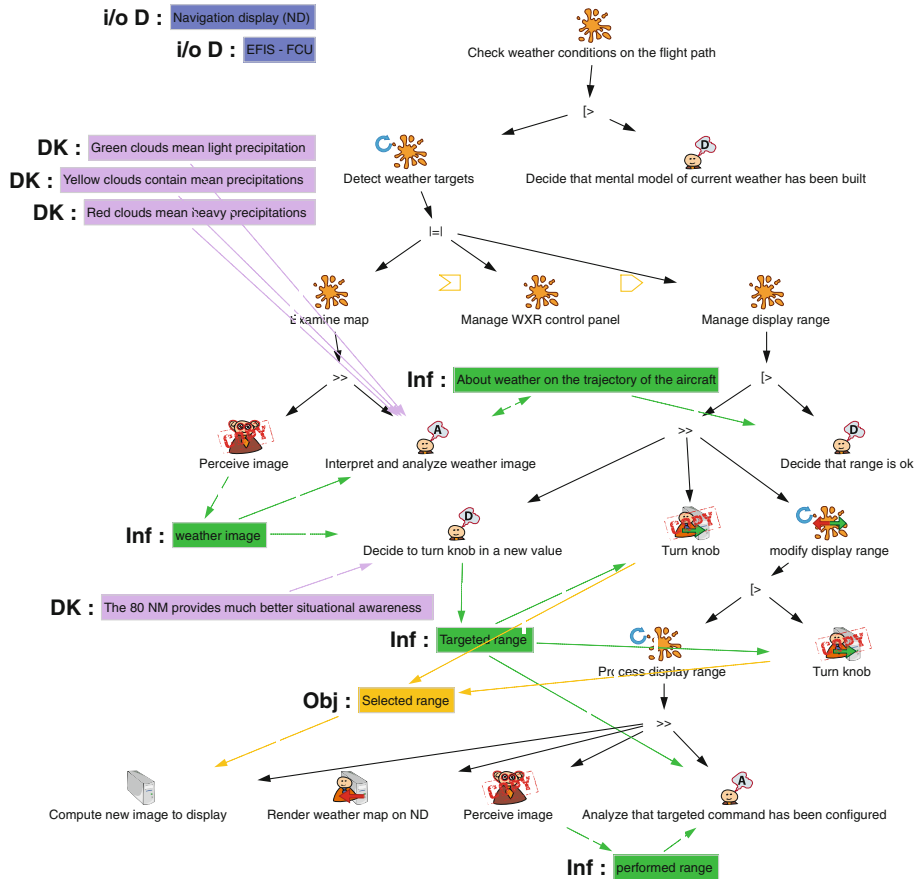 i/o D : Navigation display (ND)
i/o D : EFIS - FCU
Check weather conditions on the flight path
[>
DK : Green clouds mean light precipitation
DK : Yellow clouds contain mean precipitations
DK : Red clouds mean heavy precipitations
D
Detect weather targets
Decide that mental model of current weather has been built
|=|
Examine map
Manage WXR control panel
Manage display range
>>
Inf : About weather on the trajectory of the aircraft
[>
COPY
A
>>
D
Perceive image
Interpret and analyze weather image
Decide that range is ok
Inf : weather image
D
COPY
Decide to turn knob in a new value
Turn knob
modify display range
DK : The 80 NM provides much better situational awareness
[>
Inf : Targeted range
COPY
Process display range
Turn knob
Obj : Selected range
>>
COPY
A
Compute new image to display
Render weather map on ND
Perceive image
Analyze that targeted command has been configured
Inf : performed range